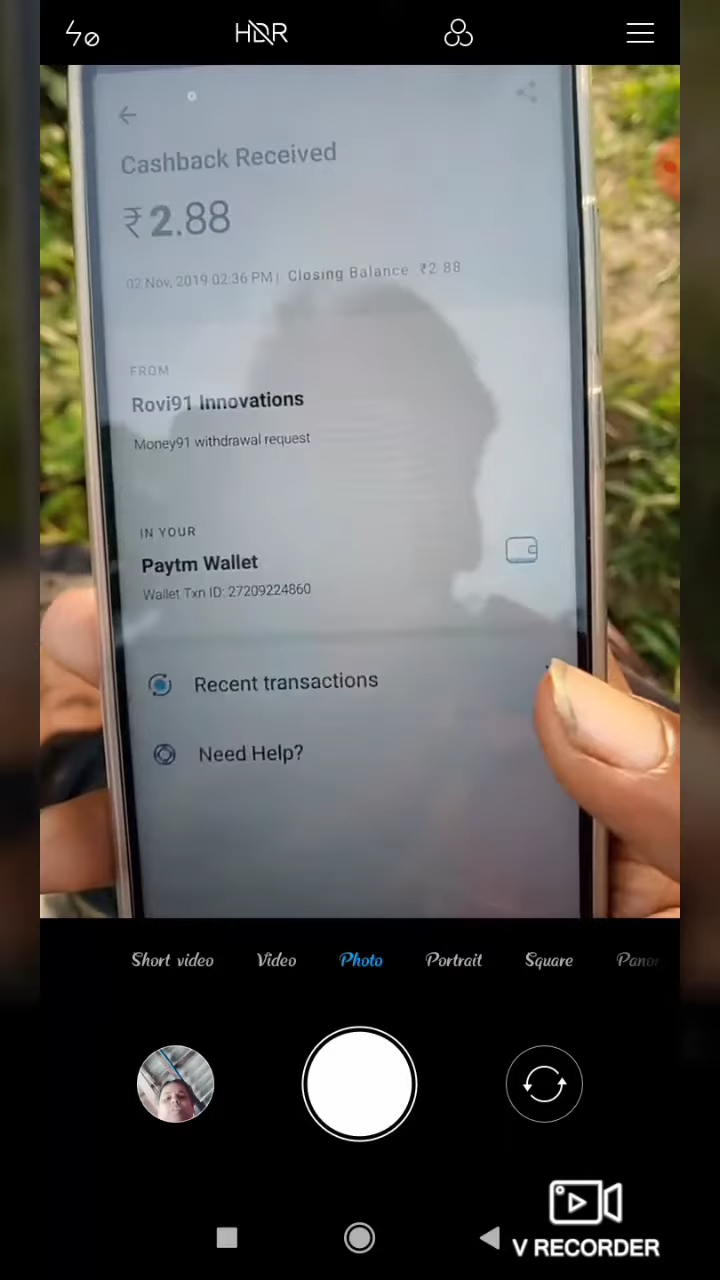 HDR
Cashback Received
₹2.88
02 Nov, 2019 02:36 PM | Closing Balance ₹2 88
FROM
Rovi91 Innovations
Money91 withdrawal request
IN YOUR
Paytm Wallet
Wallet Txn ID: 27209224860
Recent transactions
Need Help?
Short video Video Photo Portrait Square Panor
V RECORDER